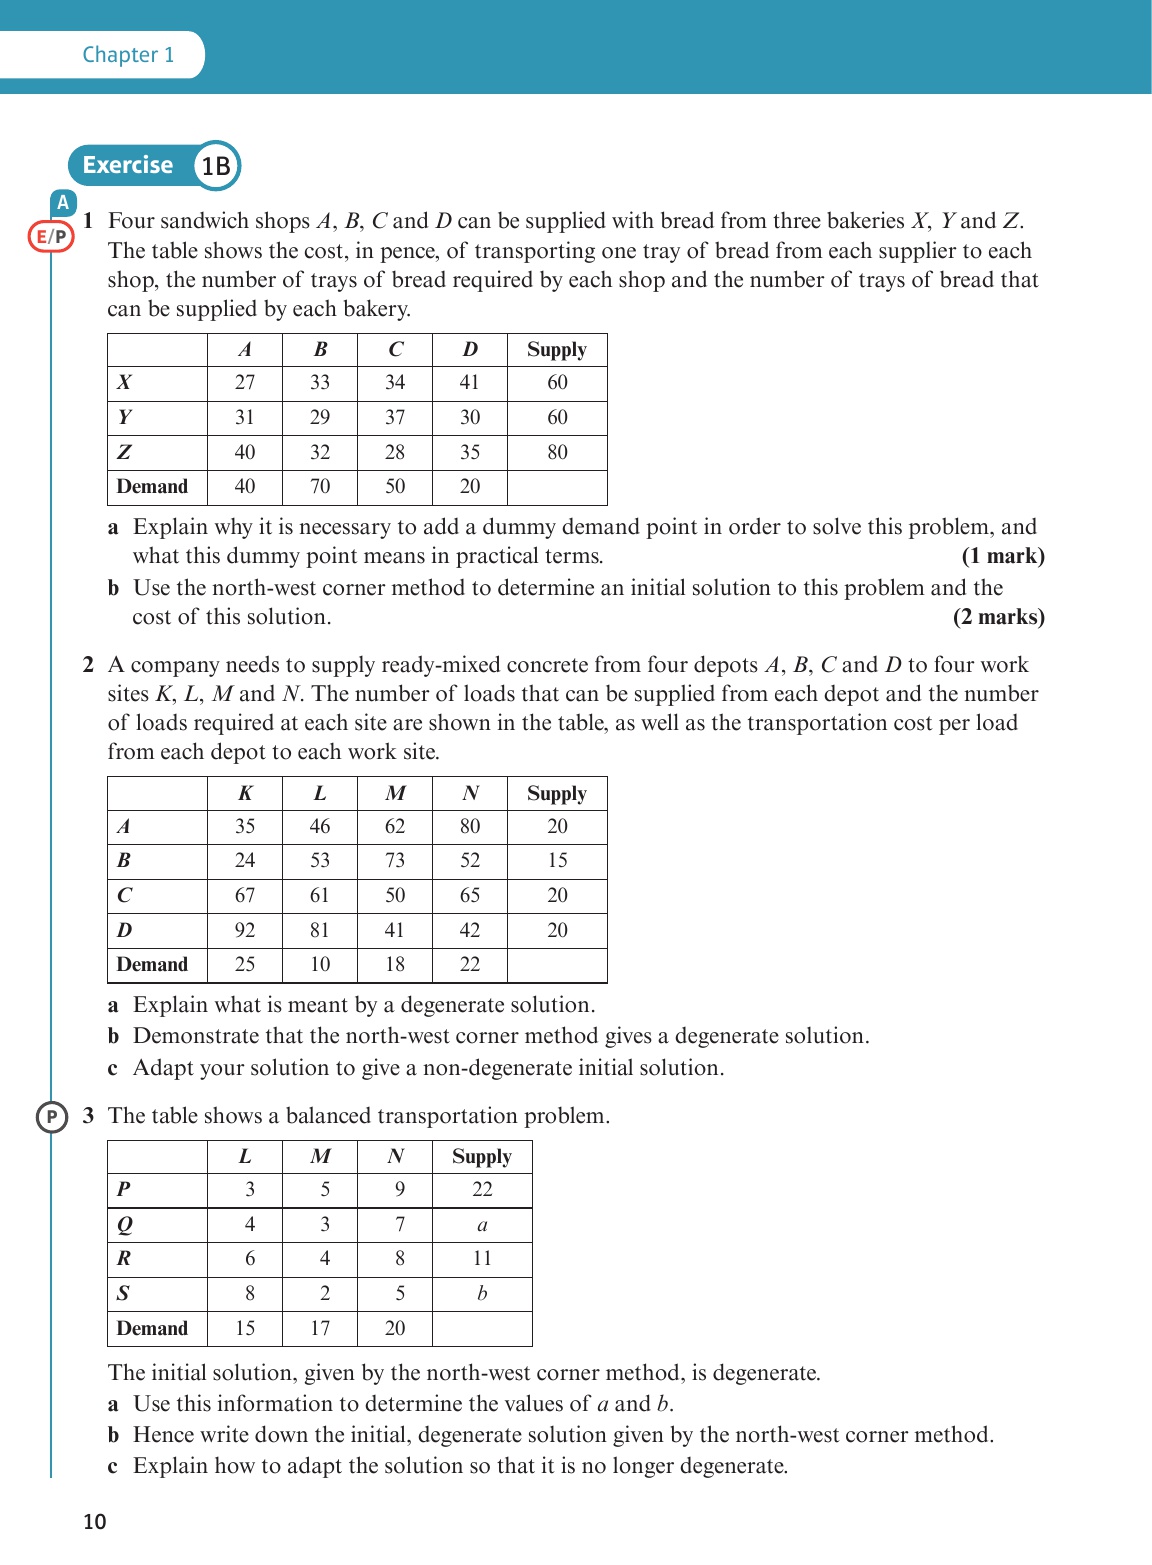 Chapter 1
Exercise 1B
A
E/P
1 Four sandwich shops A, B, C and D can be supplied with bread from three bakeries X, Y and Z.
The table shows the cost, in pence, of transporting one tray of bread from each supplier to each
shop, the number of trays of bread required by each shop and the number of trays of bread that
can be supplied by each bakery.
A B C D Supply
X 27 33 34 41 60
Y 31 29 37 30 60
Z 40 32 28 35 80
Demand 40 70 50 20
a Explain why it is necessary to add a dummy demand point in order to solve this problem, and
what this dummy point means in practical terms. (1 mark)
b Use the north-west corner method to determine an initial solution to this problem and the
cost of this solution. (2 marks)
2 A company needs to supply ready-mixed concrete from four depots A, B, C and D to four work
sites K, L, M and N. The number of loads that can be supplied from each depot and the number
of loads required at each site are shown in the table, as well as the transportation cost per load
from each depot to each work site.
K L M N Supply
A 35 46 62 80 20
B 24 53 73 52 15
C 67 61 50 65 20
D 92 81 41 42 20
Demand 25 10 18 22
a Explain what is meant by a degenerate solution.
b Demonstrate that the north-west corner method gives a degenerate solution.
c Adapt your solution to give a non-degenerate initial solution.
P
3 The table shows a balanced transportation problem.
L M N Supply
P 3 5 9 22
Q 4 3 7 a
R 6 4 8 11
S 8 2 5 b
Demand 15 17 20
The initial solution, given by the north-west corner method, is degenerate.
a Use this information to determine the values of a and b.
b Hence write down the initial, degenerate solution given by the north-west corner method.
c Explain how to adapt the solution so that it is no longer degenerate.
10